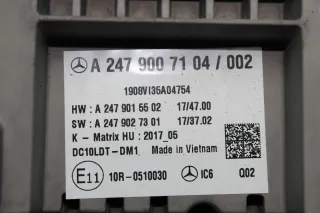 A 247 900 71 04 / 002
1908VI35A04754
HW: A 247 901 55 02 17/47.00
SW: A 247 902 73 01 17/37.02
K - Matrix HU : 2017_05
DC10LDT-DM1 Made in Vietnam
E11 10R-0510030 IC6 Q02